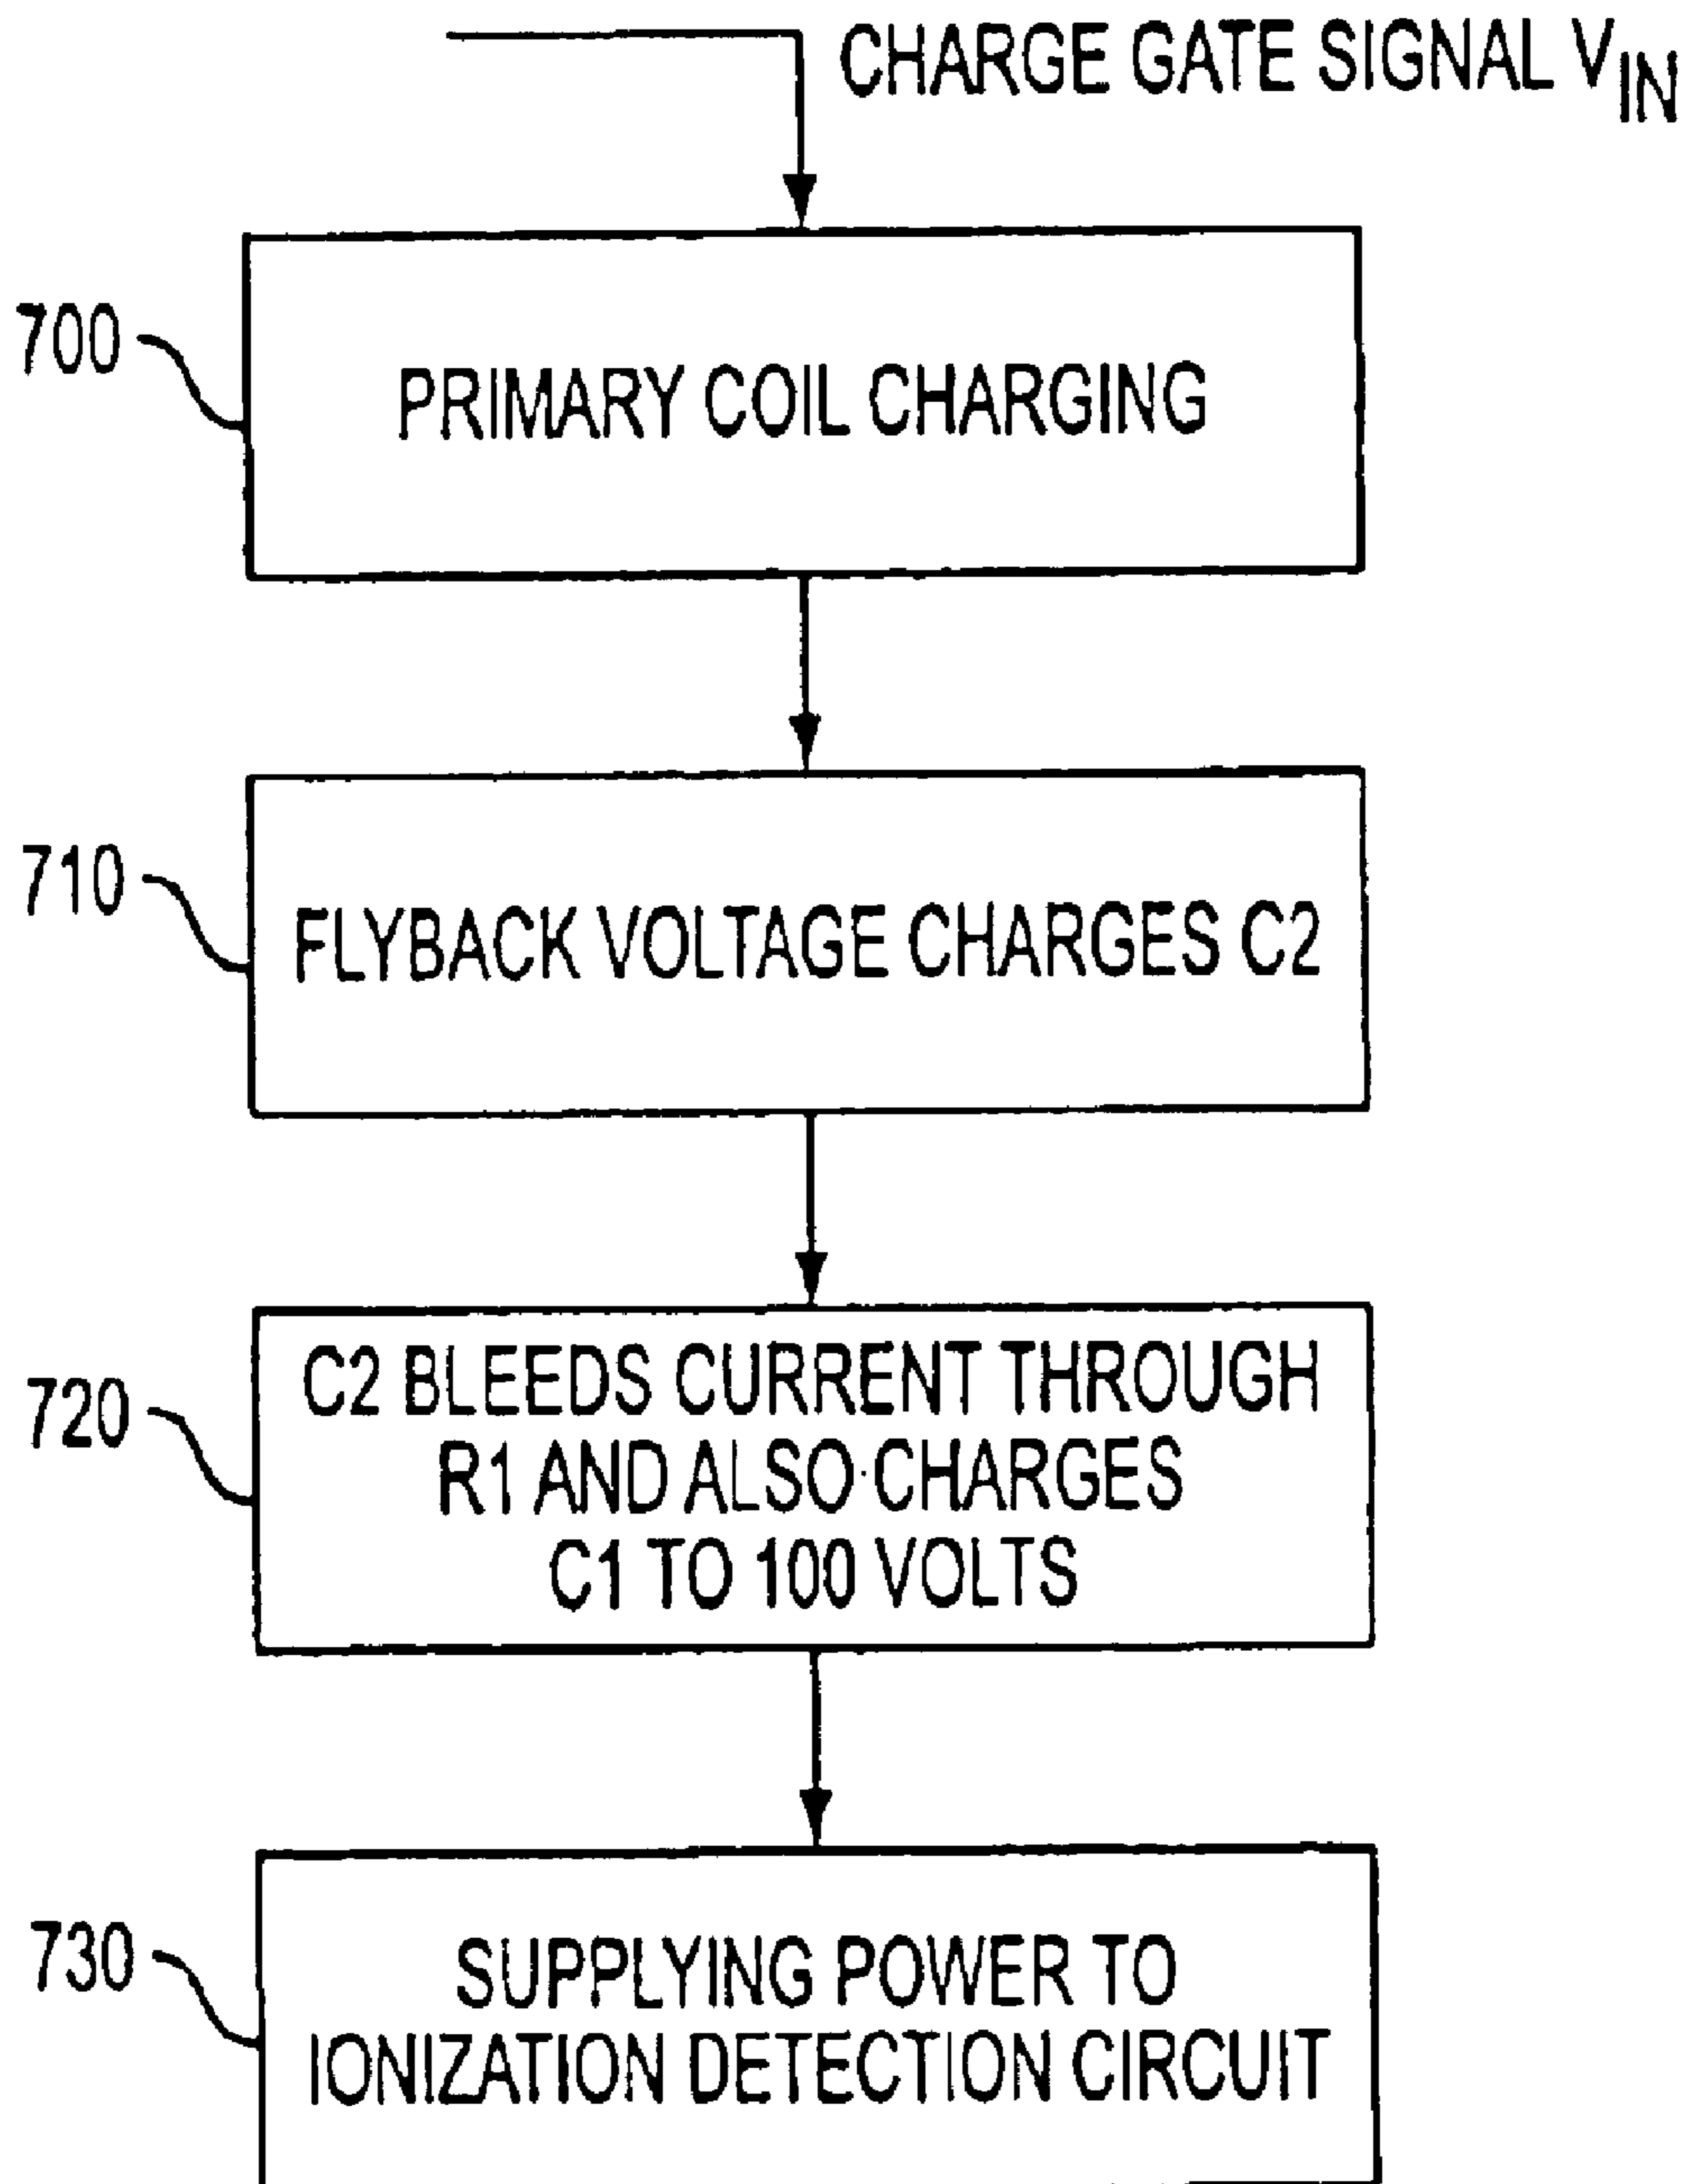 CHARGE GATE SIGNAL VIN
700
PRIMARY COIL CHARGING
710
FLYBACK VOLTAGE CHARGES C2
720
C2 BLEEDS CURRENT THROUGH
R1 AND ALSO CHARGES
C1 TO 100 VOLTS
730
SUPPLYING POWER TO
IONIZATION DETECTION CIRCUIT